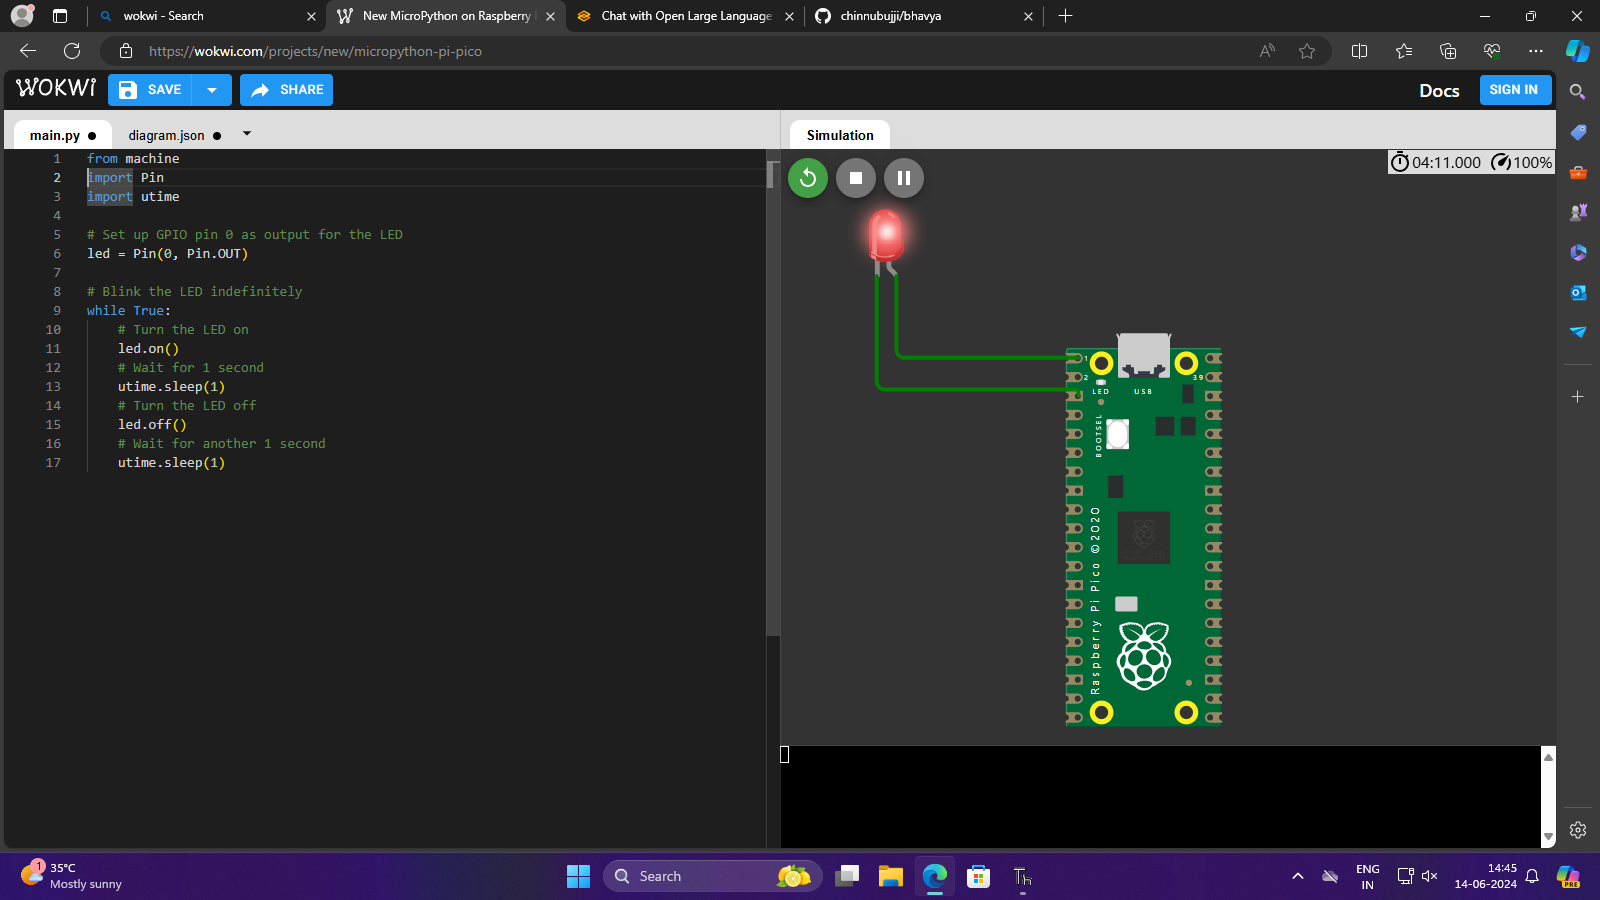 wokwi - Search
New MicroPython on Raspberry
Chat with Open Large Language
chinnubujji/bhavya
https://wokwi.com/projects/new/micropython-pi-pico
WOKWI
SAVE
SHARE
Docs
SIGN IN
main.py
diagram.json
Simulation
1 from machine
2 import Pin
3 import utime
4
5 # Set up GPIO pin 0 as output for the LED
6 led = Pin(0, Pin.OUT)
7
8 # Blink the LED indefinitely
9 while True:
10 # Turn the LED on
11 led.on()
12 # Wait for 1 second
13 utime.sleep(1)
14 # Turn the LED off
15 led.off()
16 # Wait for another 1 second
17 utime.sleep(1)
04:11.000 100%
1
2
39
LED
USB
BOOTSEL
Raspberry Pi Pico ©2020
1
35°C
Mostly sunny
Search
ENG
IN
14:45
14-06-2024
PRE